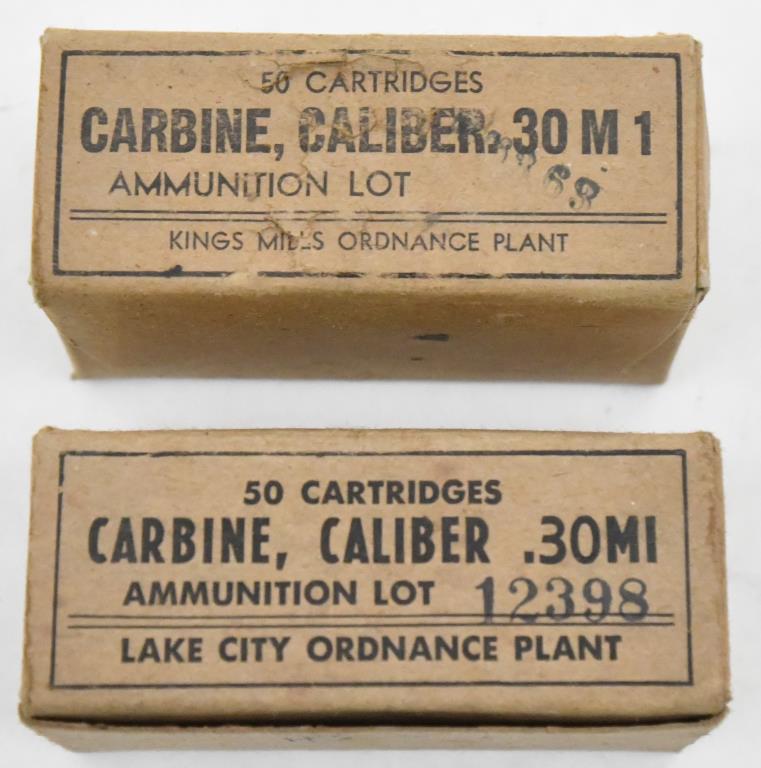 50 CARTRIDGES
CARBINE, CALIBER, .30 M 1
AMMUNITION LOT
KINGS MILLS ORDNANCE PLANT
50 CARTRIDGES
CARBINE, CALIBER .30M1
AMMUNITION LOT 12398
LAKE CITY ORDNANCE PLANT